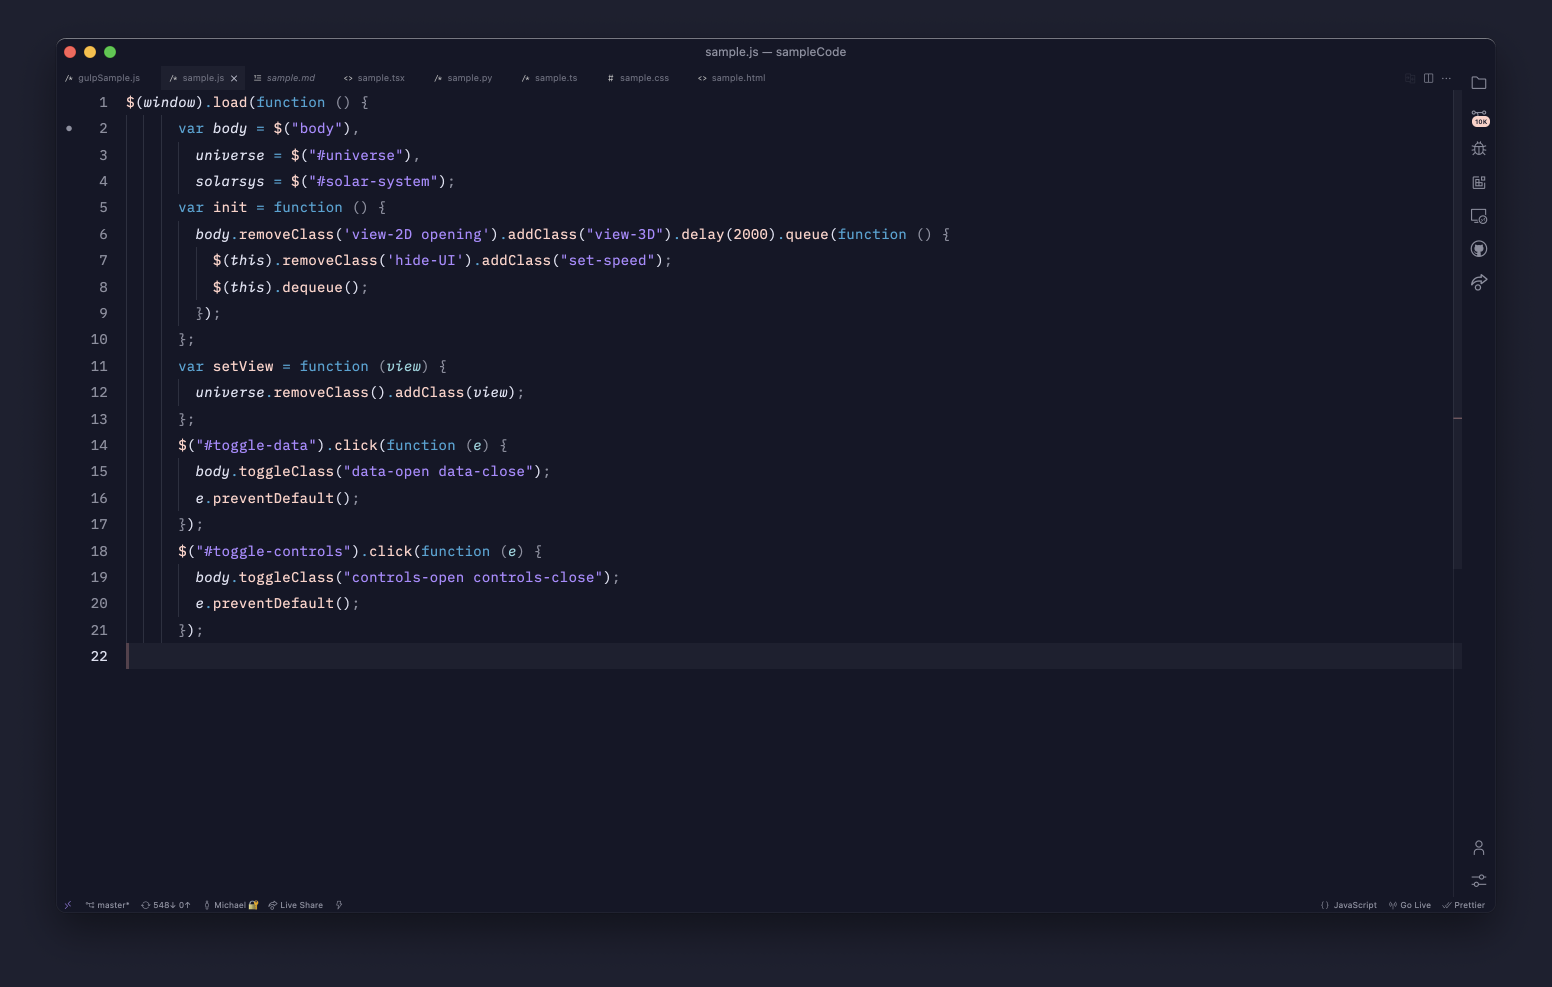 sample.js — sampleCode
gulpSample.js sample.js sample.md sample.tsx sample.py sample.ts sample.css sample.html
1 $(window).load(function () {
2 var body = $("body"),
3 universe = $("#universe"),
4 solarsys = $("#solar-system");
5 var init = function () {
6 body.removeClass('view-2D opening').addClass("view-3D").delay(2000).queue(function () {
7 $(this).removeClass('hide-UI').addClass("set-speed");
8 $(this).dequeue();
9 });
10 };
11 var setView = function (view) {
12 universe.removeClass().addClass(view);
13 };
14 $("#toggle-data").click(function (e) {
15 body.toggleClass("data-open data-close");
16 e.preventDefault();
17 });
18 $("#toggle-controls").click(function (e) {
19 body.toggleClass("controls-open controls-close");
20 e.preventDefault();
21 });
22
10K
master* 548↓ 0↑ Michael 🔐 Live Share {} JavaScript Go Live Prettier